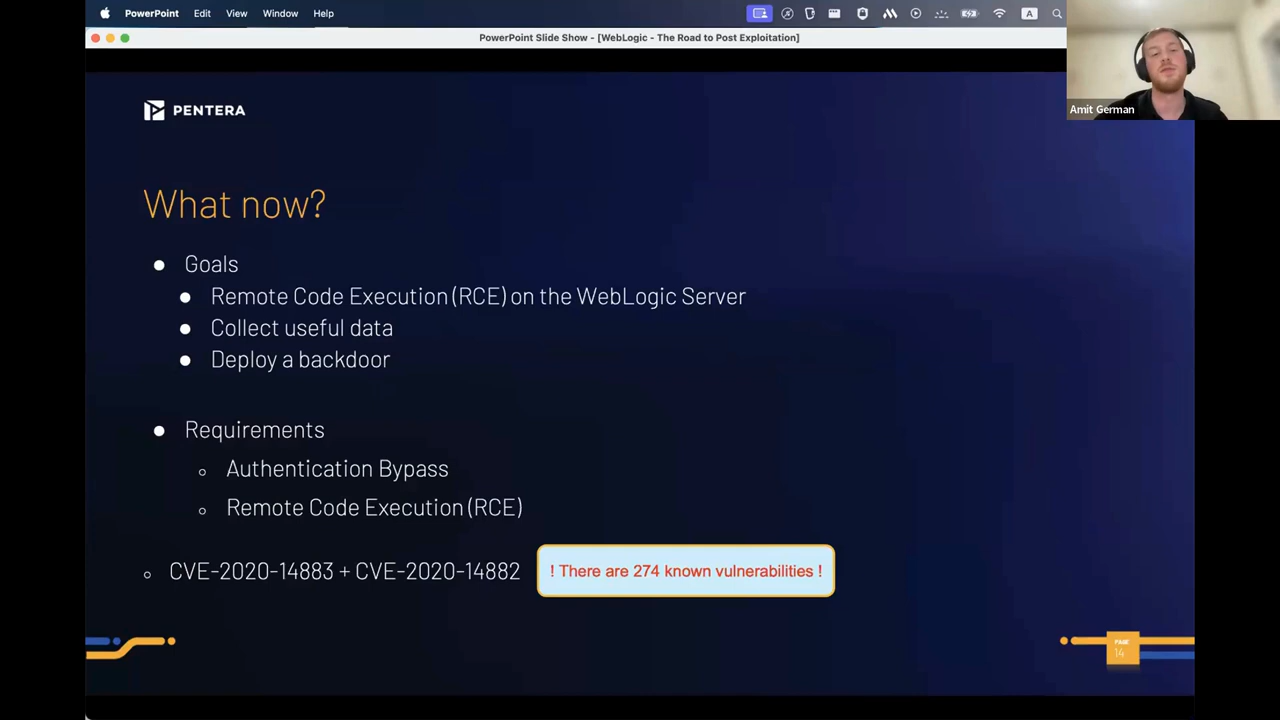 PowerPoint Edit View Window Help
A
PowerPoint Slide Show - [WebLogic - The Road to Post Exploitation]
Amit German
PENTERA
What now?
Goals
Remote Code Execution (RCE) on the WebLogic Server
Collect useful data
Deploy a backdoor
Requirements
Authentication Bypass
Remote Code Execution (RCE)
CVE-2020-14883 + CVE-2020-14882
! There are 274 known vulnerabilities !
PAGE
14